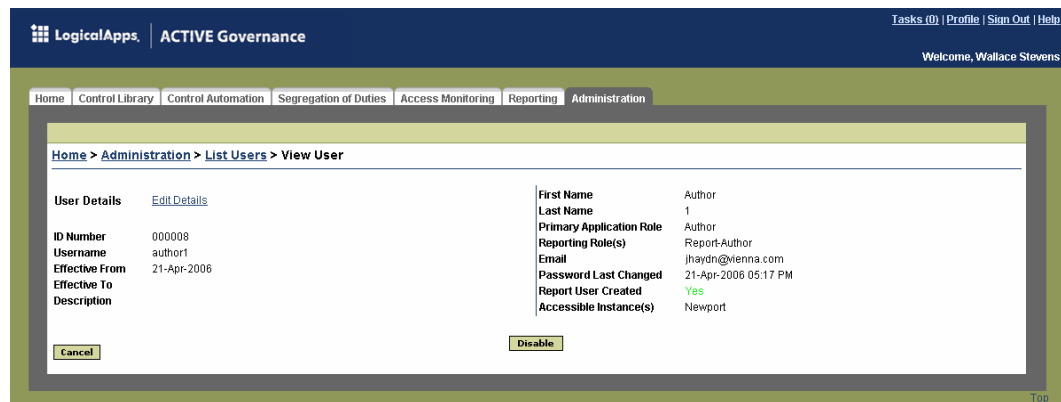 Tasks (0) | Profile | Sign Out | Help
LogicalApps. ACTIVE Governance
Welcome, Wallace Stevens
Home Control Library Control Automation Segregation of Duties Access Monitoring Reporting Administration
Home > Administration > List Users > View User
User Details Edit Details
ID Number 000008
Username author1
Effective From 21-Apr-2006
Effective To
Description
First Name Author
Last Name 1
Primary Application Role Author
Reporting Role(s) Report-Author
Email jhaydn@vienna.com
Password Last Changed 21-Apr-2006 05:17 PM
Report User Created Yes
Accessible Instance(s) Newport
Cancel
Disable
Top